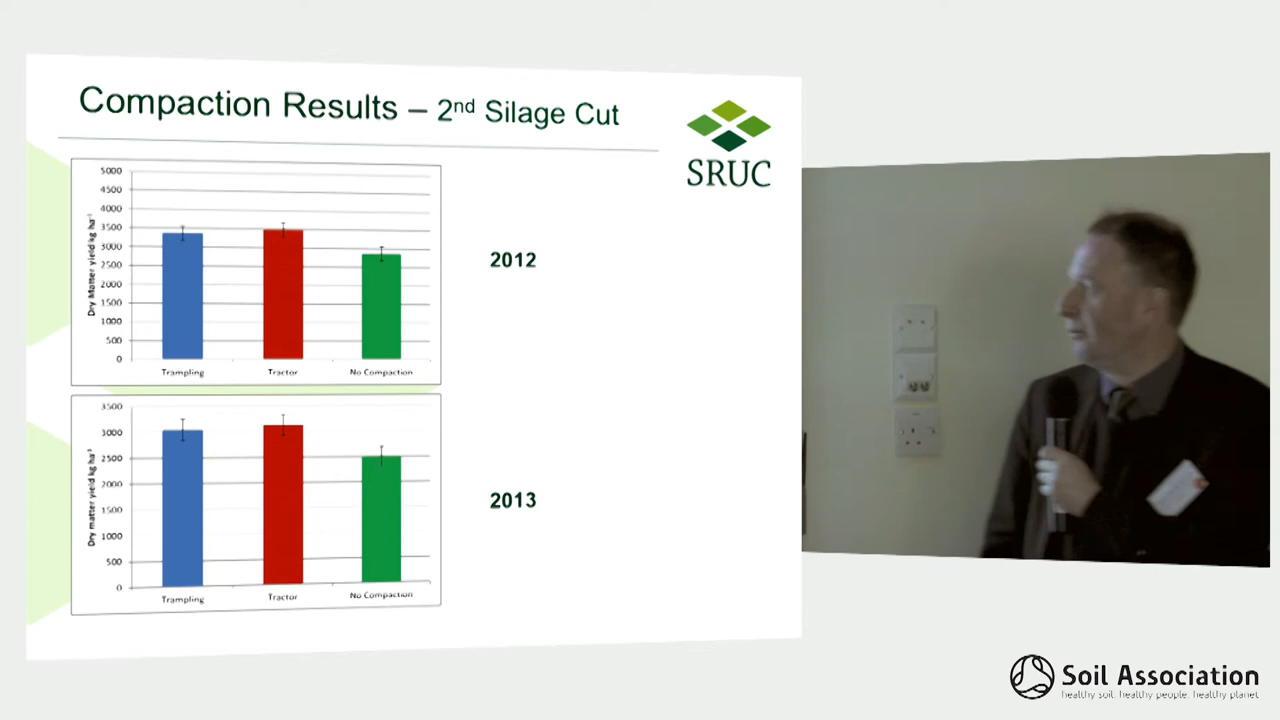 Compaction Results – 2nd Silage Cut
SRUC
5000
4500
4000
3500
3000
2500
2000
1500
1000
500
0
Dry Matter yield kg ha⁻¹
Trampling
Tractor
No Compaction
2012
3500
3000
2500
2000
1500
1000
500
0
Dry matter yield kg ha⁻¹
Trampling
Tractor
No Compaction
2013
Soil Association
healthy soil, healthy people, healthy planet